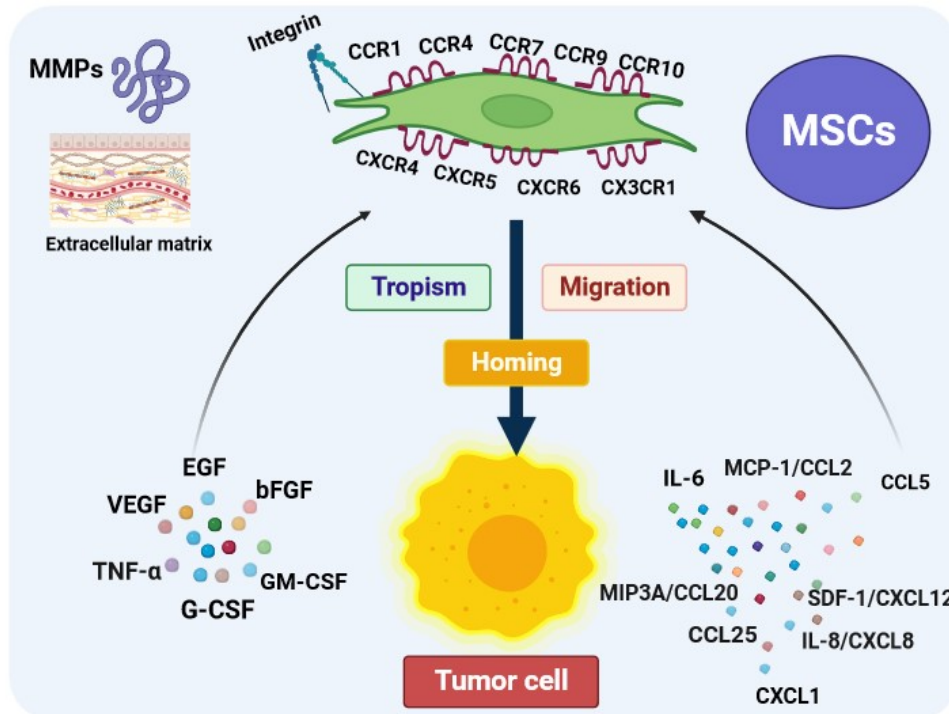 MMPs
Extracellular matrix
Integrin
CCR1
CCR4
CCR7
CCR9
CCR10
CXCR4
CXCR5
CXCR6
CX3CR1
MSCs
Tropism
Migration
Homing
EGF
VEGF
bFGF
TNF-α
GM-CSF
G-CSF
Tumor cell
IL-6
MCP-1/CCL2
CCL5
MIP3A/CCL20
SDF-1/CXCL12
CCL25
IL-8/CXCL8
CXCL1